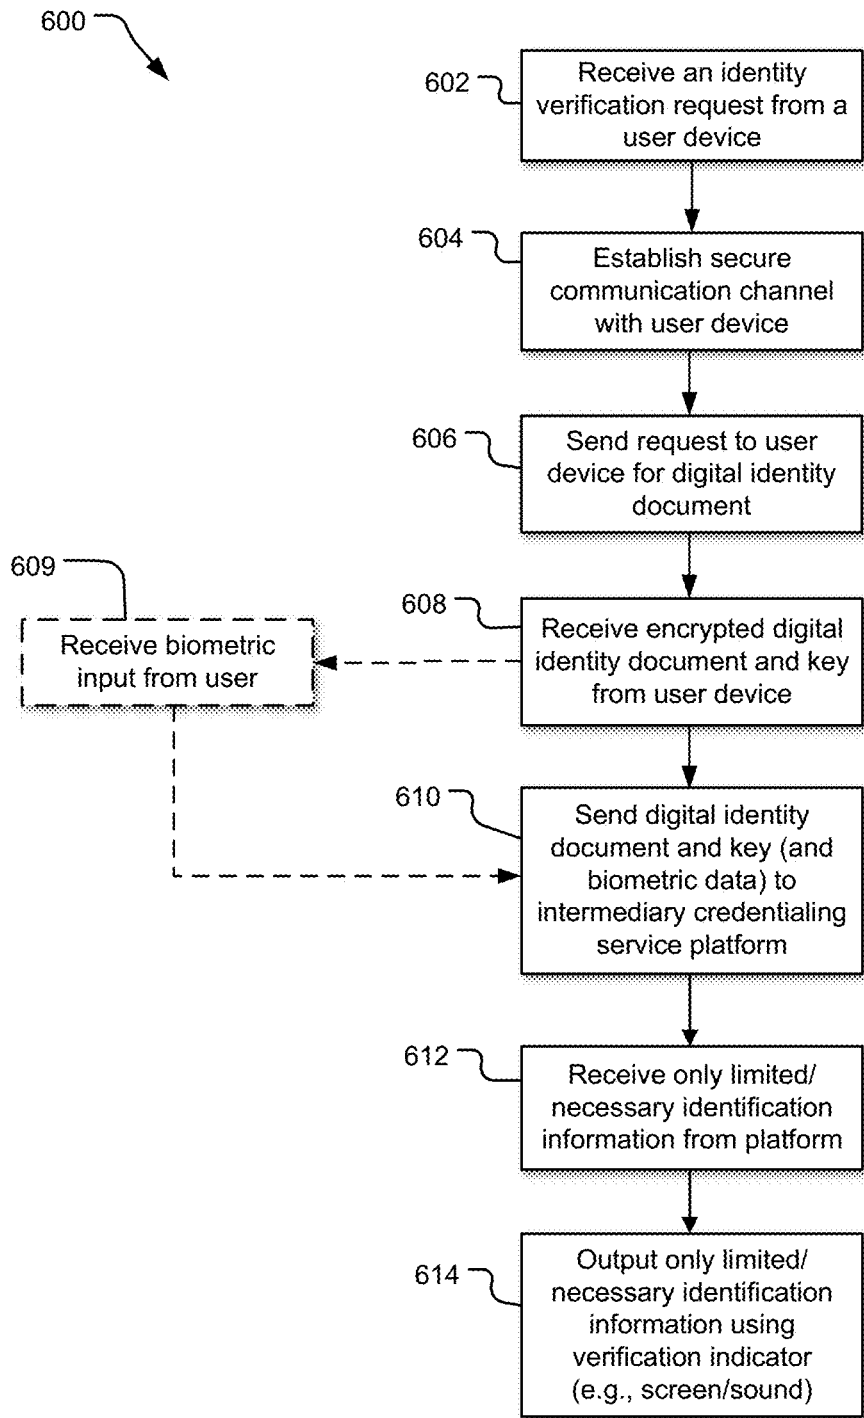 600
602
Receive an identity
verification request from a
user device
604
Establish secure
communication channel
with user device
606
Send request to user
device for digital identity
document
609
Receive biometric
input from user
608
Receive encrypted digital
identity document and key
from user device
610
Send digital identity
document and key (and
biometric data) to
intermediary credentialing
service platform
612
Receive only limited/
necessary identification
information from platform
614
Output only limited/
necessary identification
information using
verification indicator
(e.g., screen/sound)